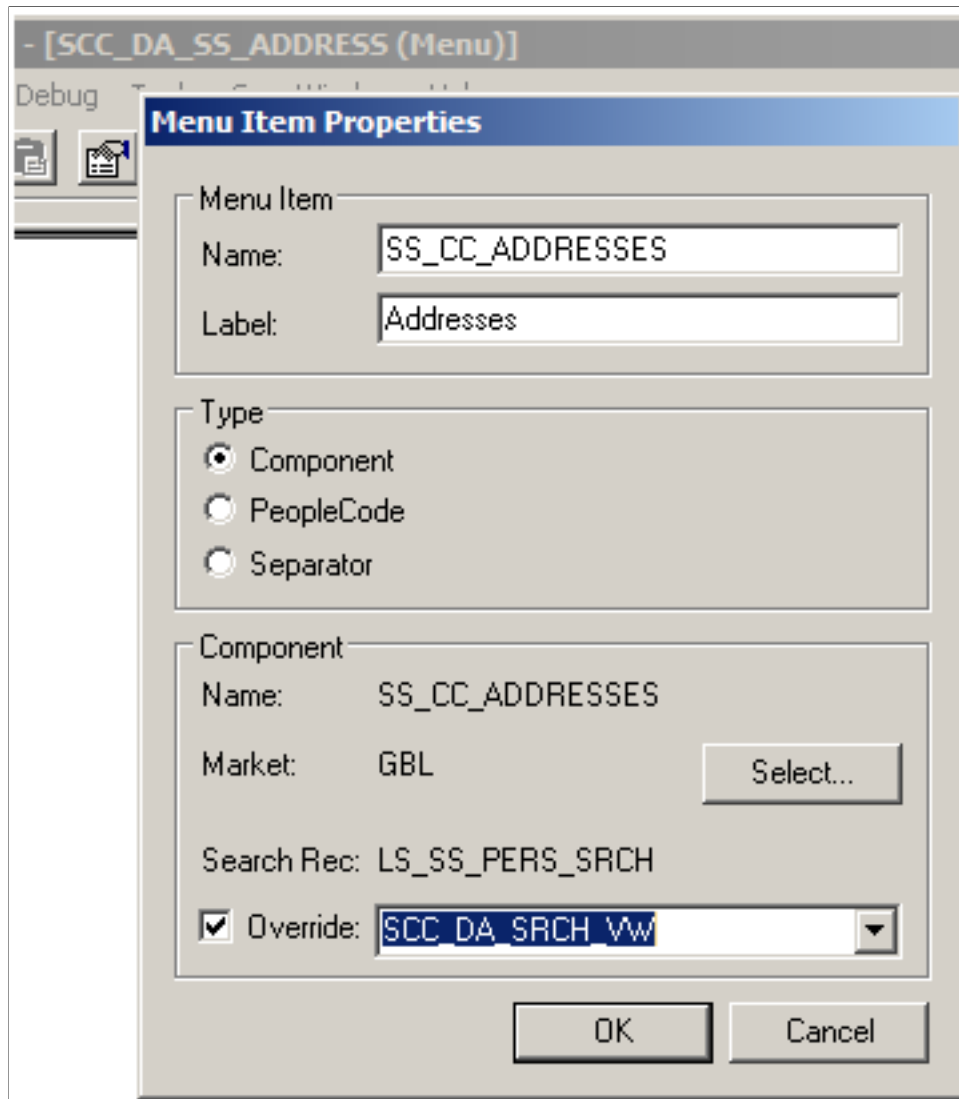 - [SCC_DA_SS_ADDRESS (Menu)]
Debug
Menu Item Properties
Menu Item
Name: SS_CC_ADDRESSES
Label: Addresses
Type
Component
PeopleCode
Separator
Component
Name: SS_CC_ADDRESSES
Market: GBL
Select...
Search Rec: LS_SS_PERS_SRCH
Override: SCC_DA_SRCH_VW
OK Cancel